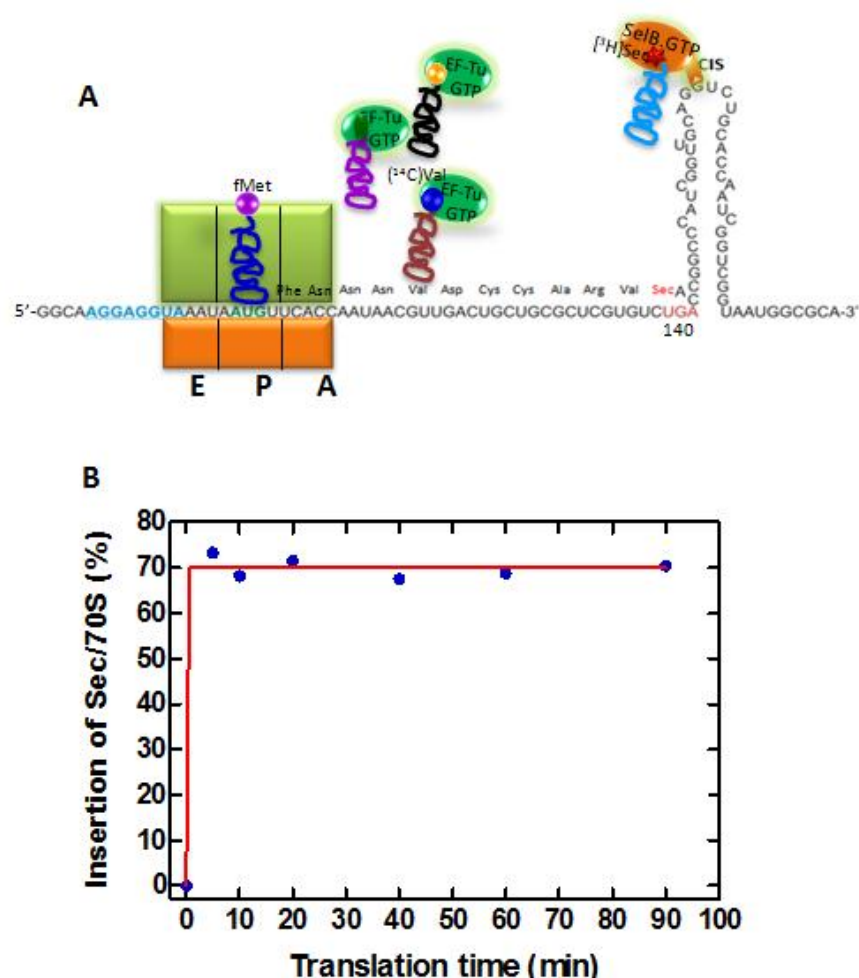 A
SelB.GTP
[³H]Sec
CIS
EF-Tu
GTP
EF-Tu
GTP
(¹⁴C)Val
EF-Tu
GTP
fMet
Phe Asn Asn Asn Val Asp Cys Cys Ala Arg Val Sec
5'-GGCAAGGAGGUAAAUAAUGUUCACCAAUAACGUUGACUGCUGCGCUCGUGUCUGA UAAUGGCGCA-3'
140
E P A
B
Insertion of Sec/70S (%)
80
70
60
50
40
30
20
10
0
0 10 20 30 40 50 60 70 80 90 100
Translation time (min)